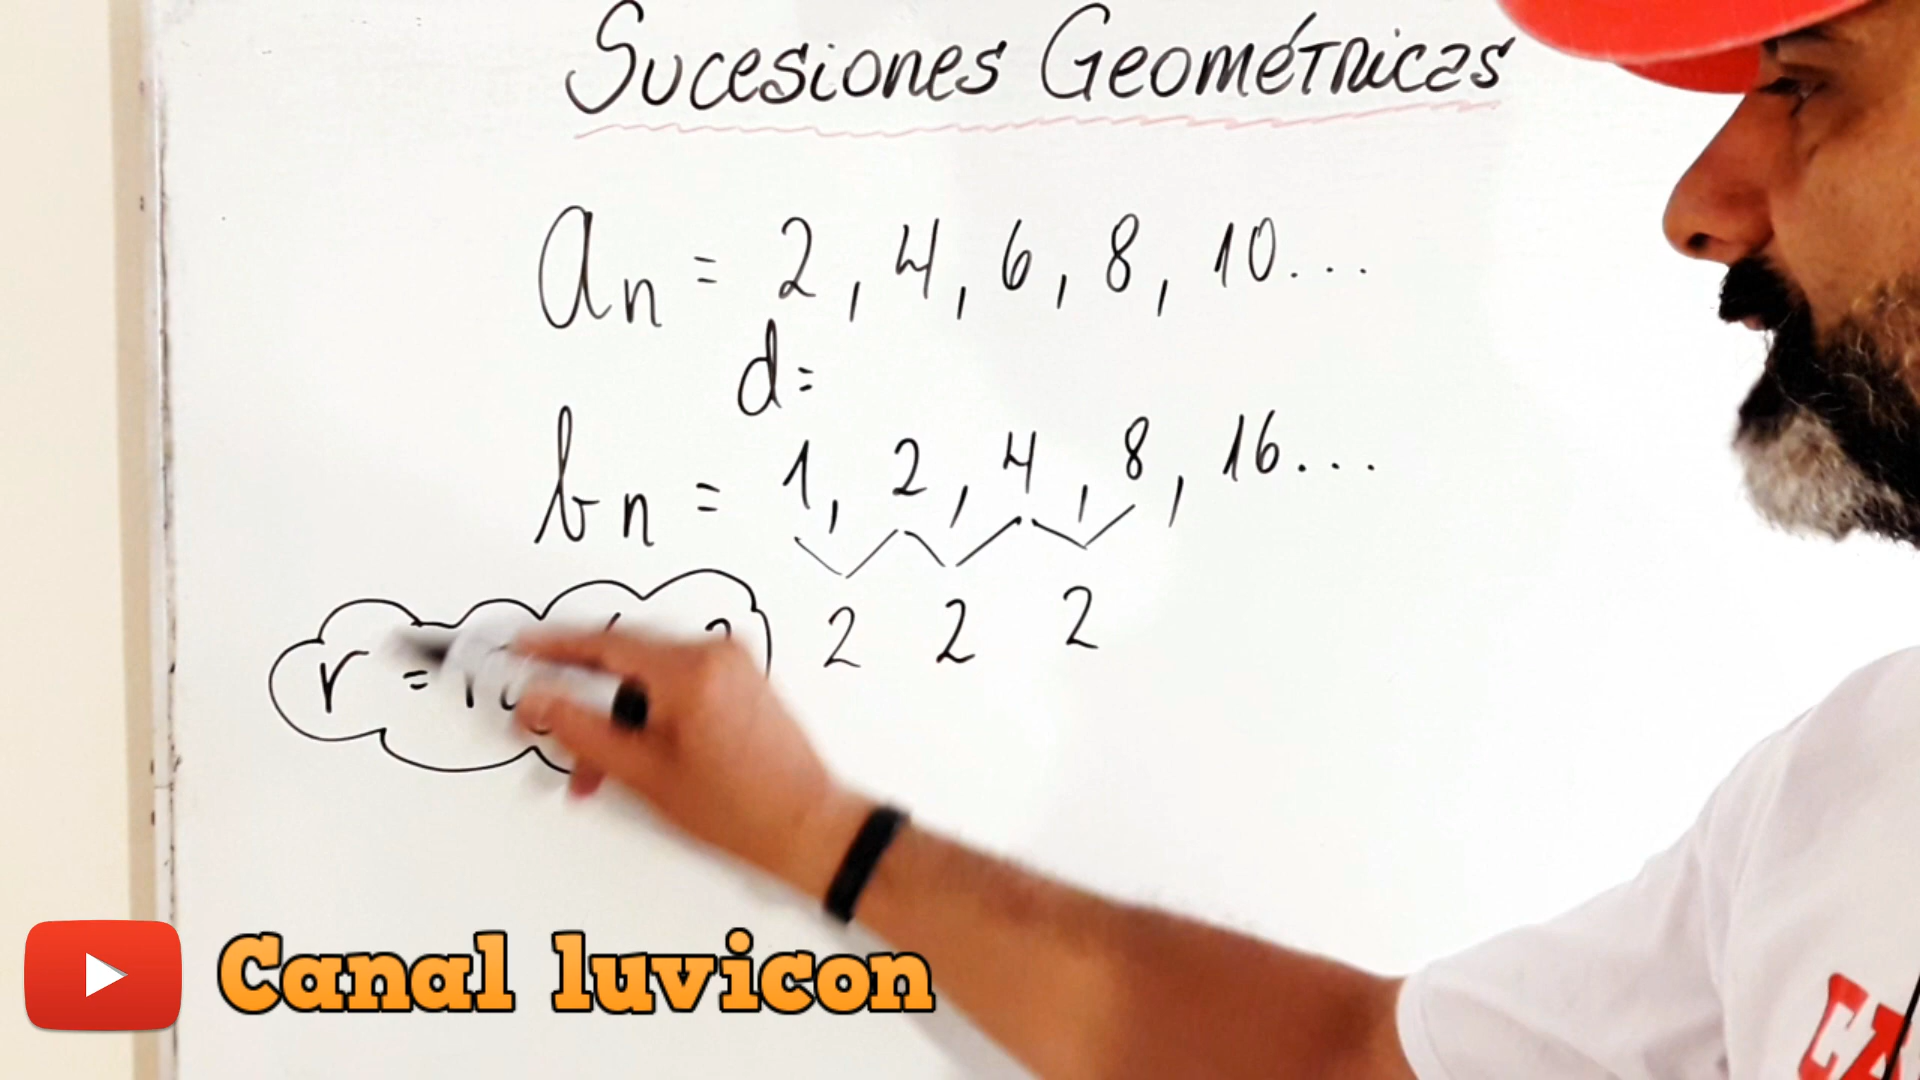 Sucesiones Geométricas
an = 2, 4, 6, 8, 10...
d=
bn = 1, 2, 4, 8, 16...
2 2 2
r =
Canal luvicon